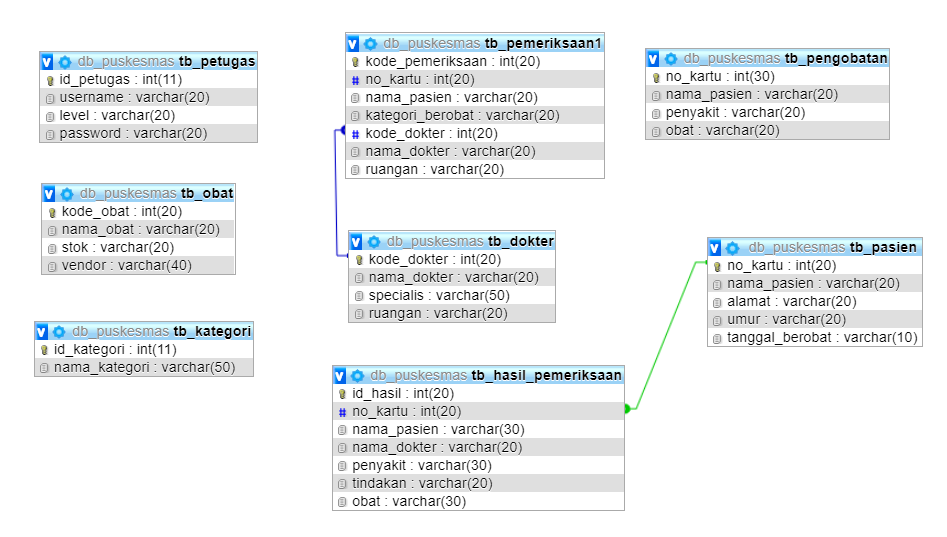 db_puskesmas tb_petugas
id_petugas : int(11)
username : varchar(20)
level : varchar(20)
password : varchar(20)
db_puskesmas tb_pemeriksaan1
kode_pemeriksaan : int(20)
no_kartu : int(20)
nama_pasien : varchar(20)
kategori_berobat : varchar(20)
kode_dokter : int(20)
nama_dokter : varchar(20)
ruangan : varchar(20)
db_puskesmas tb_pengobatan
no_kartu : int(30)
nama_pasien : varchar(20)
penyakit : varchar(20)
obat : varchar(20)
db_puskesmas tb_obat
kode_obat : int(20)
nama_obat : varchar(20)
stok : varchar(20)
vendor : varchar(40)
db_puskesmas tb_dokter
kode_dokter : int(20)
nama_dokter : varchar(20)
specialis : varchar(50)
ruangan : varchar(20)
db_puskesmas tb_pasien
no_kartu : int(20)
nama_pasien : varchar(20)
alamat : varchar(20)
umur : varchar(20)
tanggal_berobat : varchar(10)
db_puskesmas tb_kategori
id_kategori : int(11)
nama_kategori : varchar(50)
db_puskesmas tb_hasil_pemeriksaan
id_hasil : int(20)
no_kartu : int(20)
nama_pasien : varchar(30)
nama_dokter : varchar(20)
penyakit : varchar(30)
tindakan : varchar(20)
obat : varchar(30)